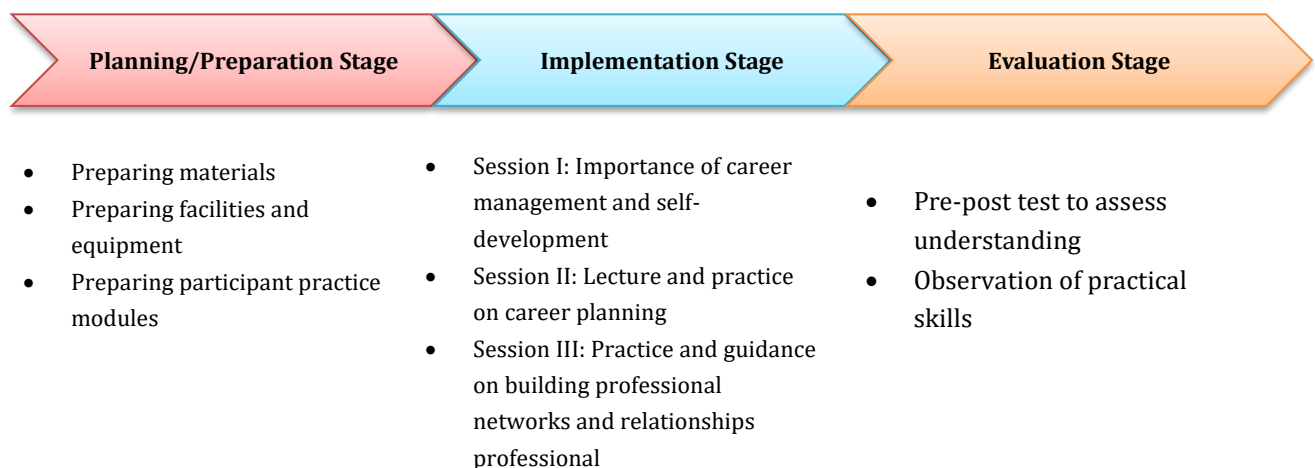 Planning/Preparation Stage
Implementation Stage
Evaluation Stage
• Preparing materials
• Preparing facilities and
equipment
• Preparing participant practice
modules
• Session I: Importance of career
management and self-
development
• Session II: Lecture and practice
on career planning
• Session III: Practice and guidance
on building professional
networks and relationships
professional
• Pre-post test to assess
understanding
• Observation of practical
skills